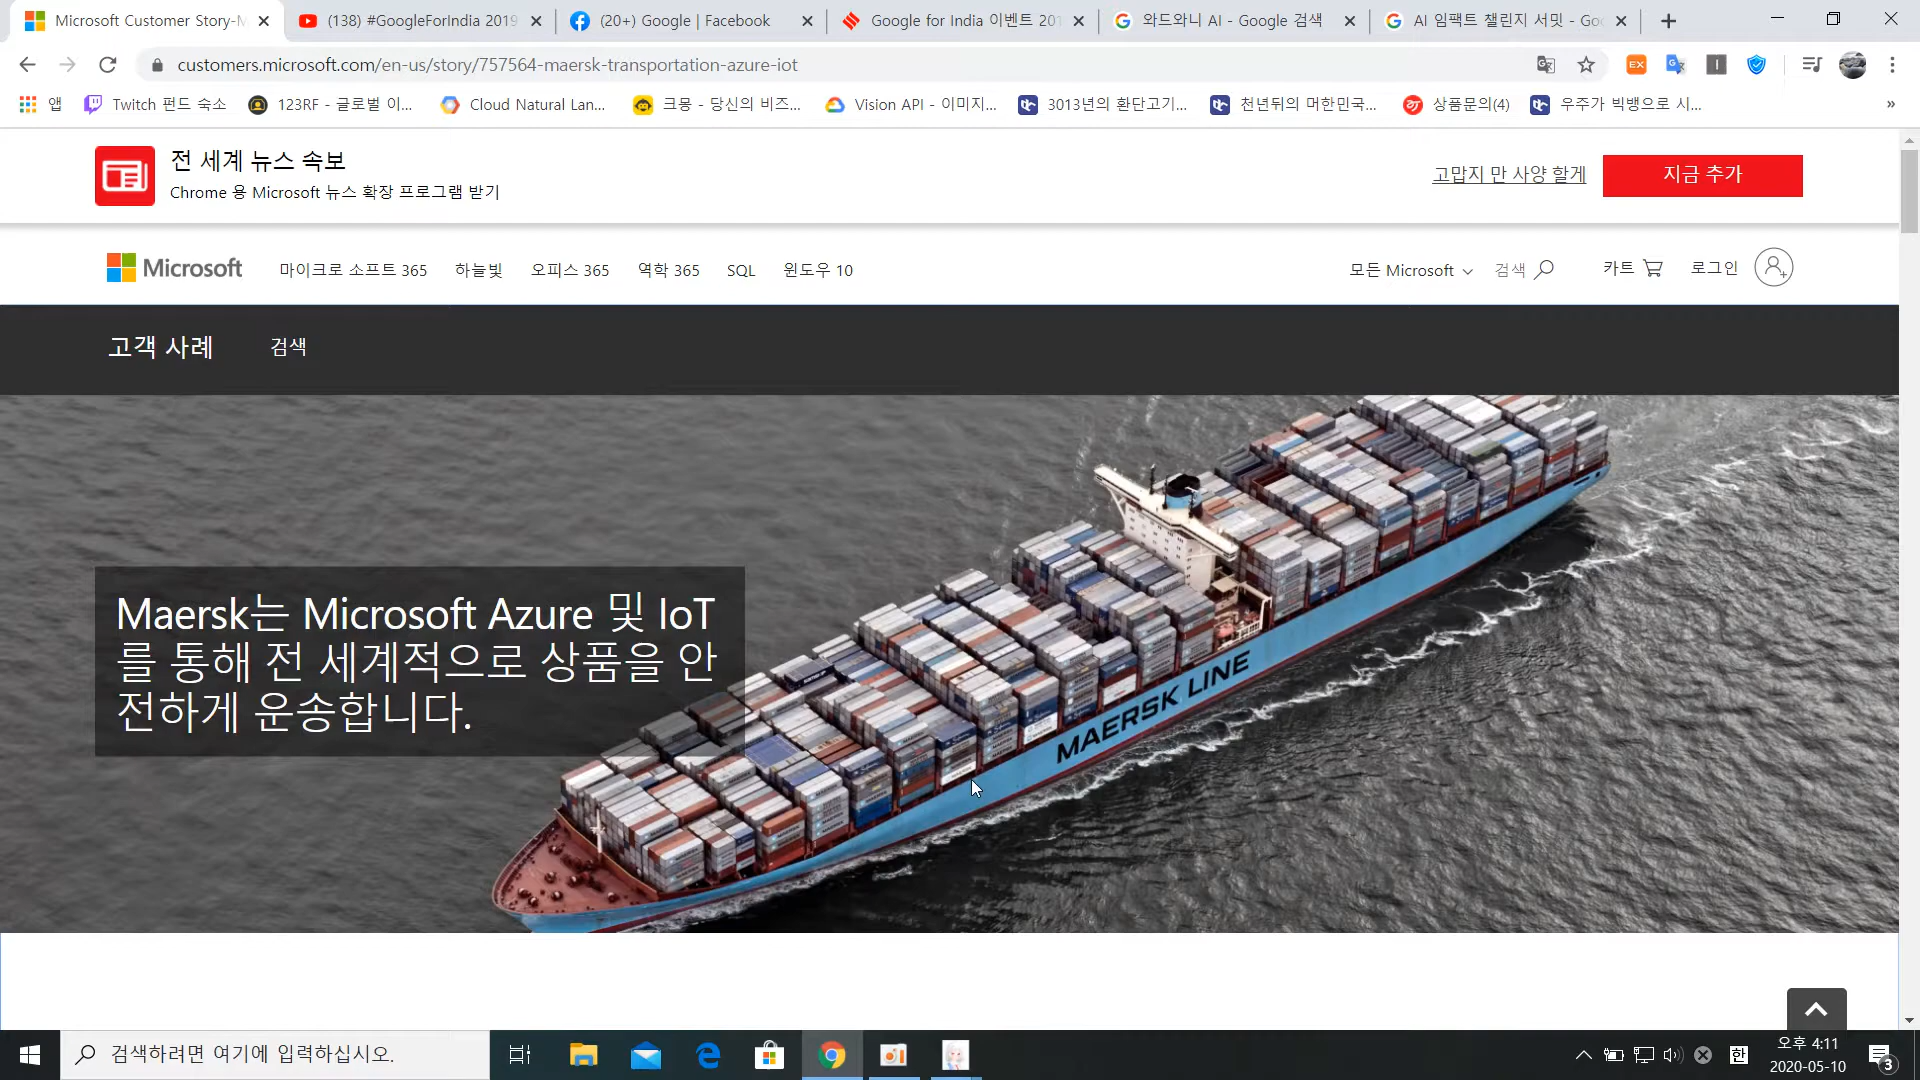 Microsoft Customer Story-M
(138) #GoogleForIndia 2019
(20+) Google | Facebook
Google for India 이벤트 201
와드와니 AI - Google 검색
AI 임팩트 챌린지 서밋 - Goo
customers.microsoft.com/en-us/story/757564-maersk-transportation-azure-iot
앱
Twitch 펀드 숙소
123RF - 글로벌 이...
Cloud Natural Lan...
크몽 - 당신의 비즈...
Vision API - 이미지...
3013년의 환단고기...
천년뒤의 머한민국...
상품문의(4)
우주가 빅뱅으로 시...
전 세계 뉴스 속보
Chrome 용 Microsoft 뉴스 확장 프로그램 받기
고맙지 만 사양 할게
지금 추가
Microsoft
마이크로 소프트 365
하늘빛
오피스 365
역학 365
SQL
윈도우 10
모든 Microsoft
검색
카트
로그인
고객 사례
검색
Maersk는 Microsoft Azure 및 IoT
를 통해 전 세계적으로 상품을 안
전하게 운송합니다.
MAERSK LINE
검색하려면 여기에 입력하십시오.
한
오후 4:11
2020-05-10
3